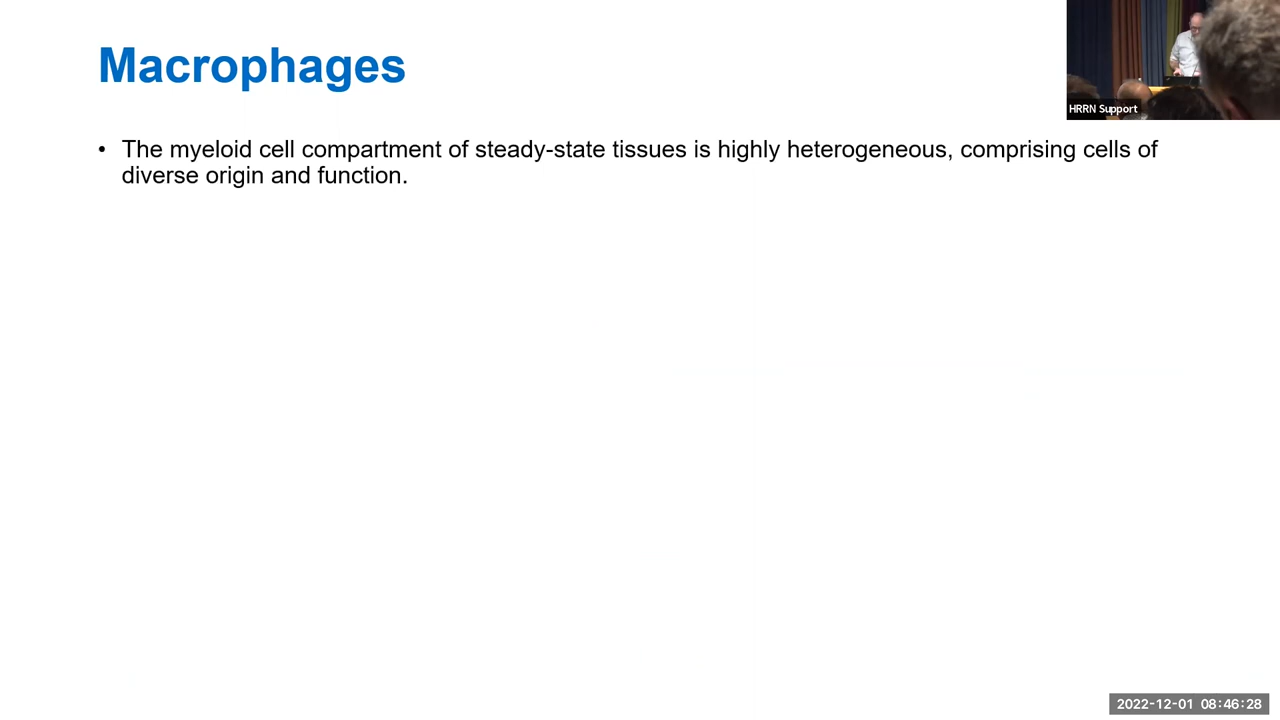 Macrophages
HRRN Support
• The myeloid cell compartment of steady-state tissues is highly heterogeneous, comprising cells of
diverse origin and function.
2022-12-01 08:46:28